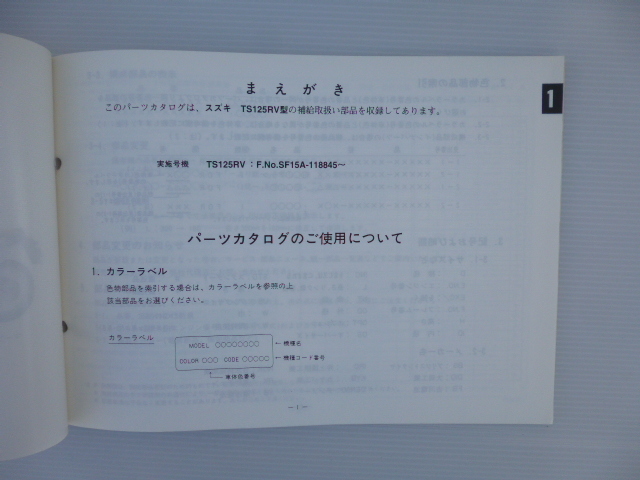 まえがき
このパーツカタログは、スズキ TS125RV型の補給取扱い部品を収録してあります。
1
実施号機 TS125RV：F.No.SF15A-118845～
パーツカタログのご使用について
1. カラーラベル
色物部品を索引する場合は、カラーラベルを参照の上
該当部品をお選びください。
カラーラベル
MODEL ○○○○○○○○ ←機種名
COLOR ○○○ CODE ○○○○○ ←機種コード番号
車体色番号
—1—